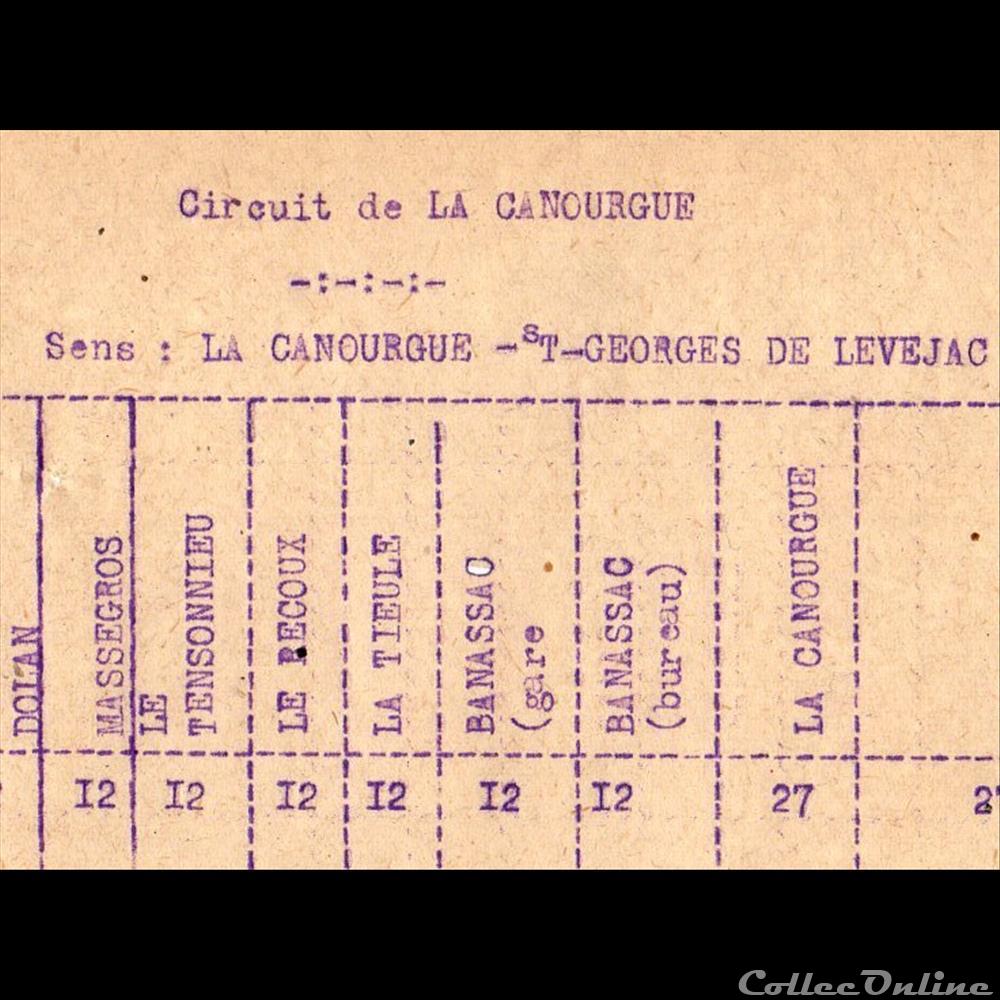 Circuit de LA CANOURGUE
-:-:-:-
Sens : LA CANOURGUE -ST-GEORGES DE LEVEJAC
DOLAN
MASSEGROS
LE
TENSONNIEU
LE RECOUX
LA TIEULE
BANASSAC
(gare
BANASSAC
(bureau)
LA CANOURGUE
I2 I2 I2 I2 I2 I2 27
CollecOnline